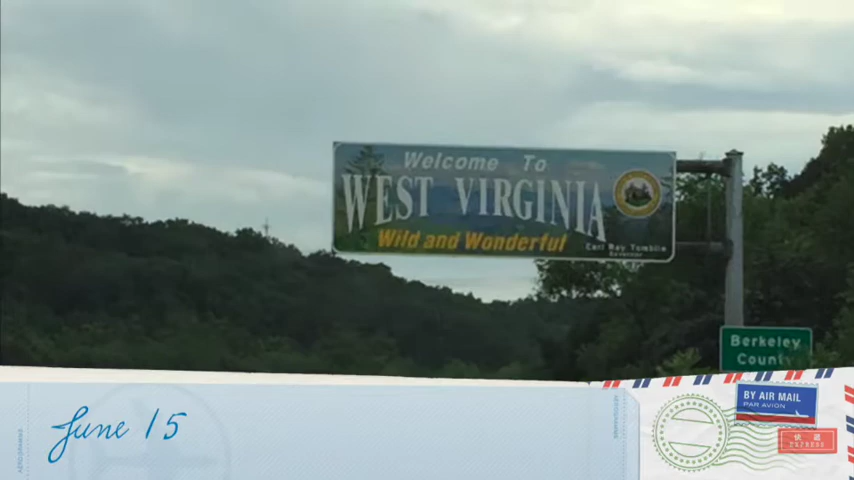 Welcome To
WEST VIRGINIA
Wild and Wonderful
Earl Ray Tomblin
Governor
Berkeley
County
June 15
BY AIR MAIL
PAR AVION
EXPRESS